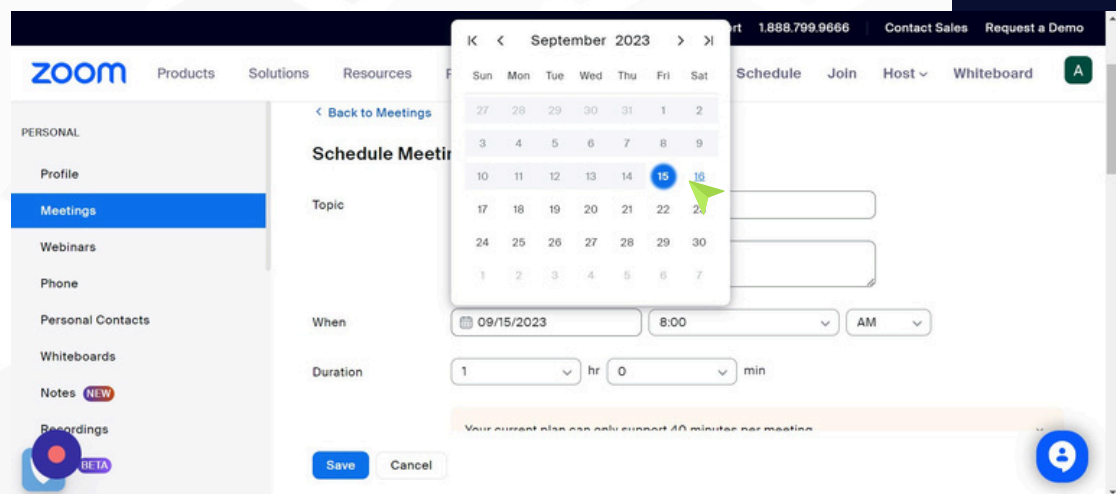 1.888.799.9666 Contact Sales Request a Demo
zoom Products Solutions Resources Schedule Join Host Whiteboard A
September 2023
Sun Mon Tue Wed Thu Fri Sat
27 28 29 30 31 1 2
3 4 5 6 7 8 9
10 11 12 13 14 15 16
17 18 19 20 21 22
24 25 26 27 28 29 30
1 2 3 4 5 6 7
PERSONAL
Profile
Meetings
Webinars
Phone
Personal Contacts
Whiteboards
Notes NEW
Recordings
BETA
< Back to Meetings
Schedule
Topic
When 09/15/2023 8:00 AM
Duration 1 hr 0 min
Your current plan can only support 40 minutes per meeting
Save Cancel